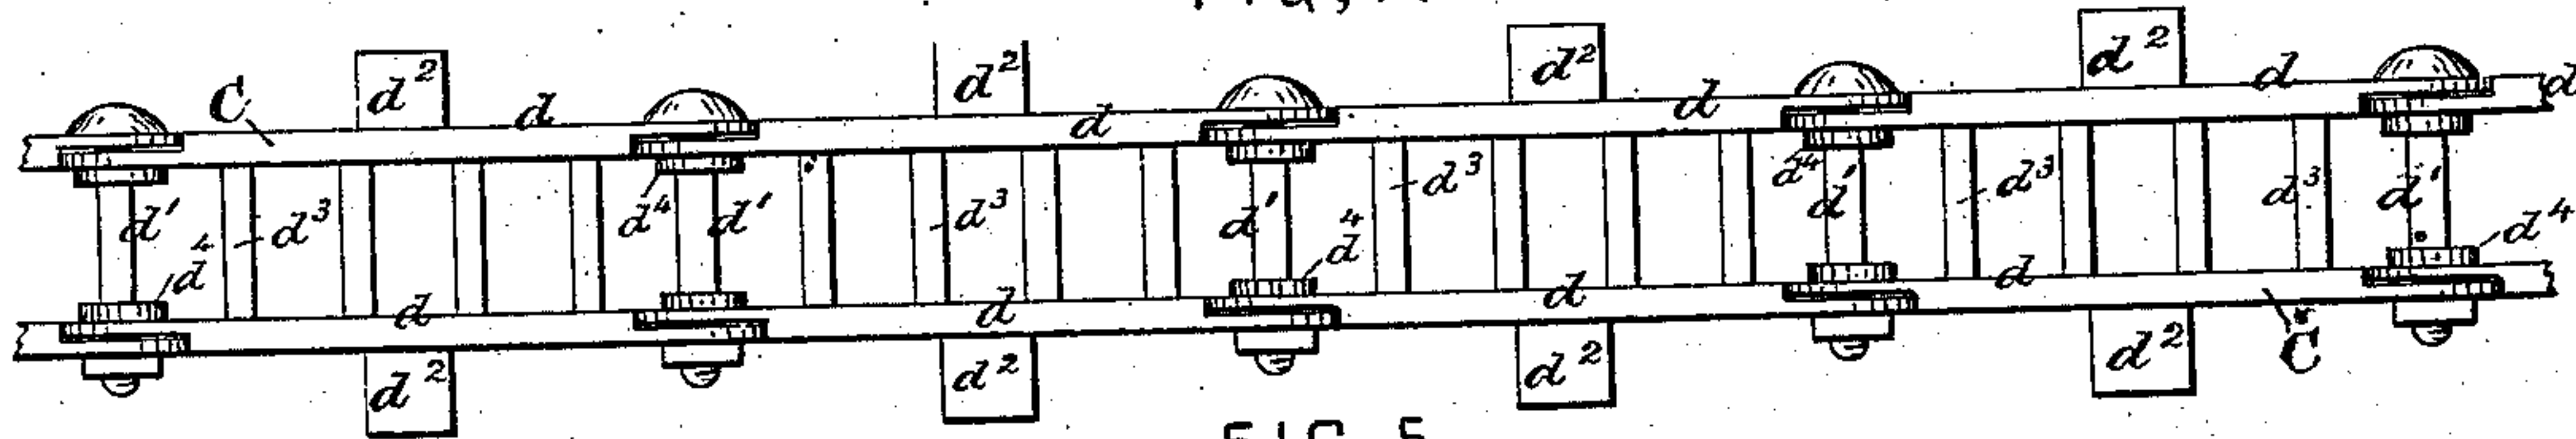 d² d² d² d²
C d d d d d
d⁴ d³ d⁴ d³
d' d³ d⁴ d' d³ d' d' d³ d'
d⁴ d⁴ d⁴
d d d d
d² d² d² d² C
FIG. 5